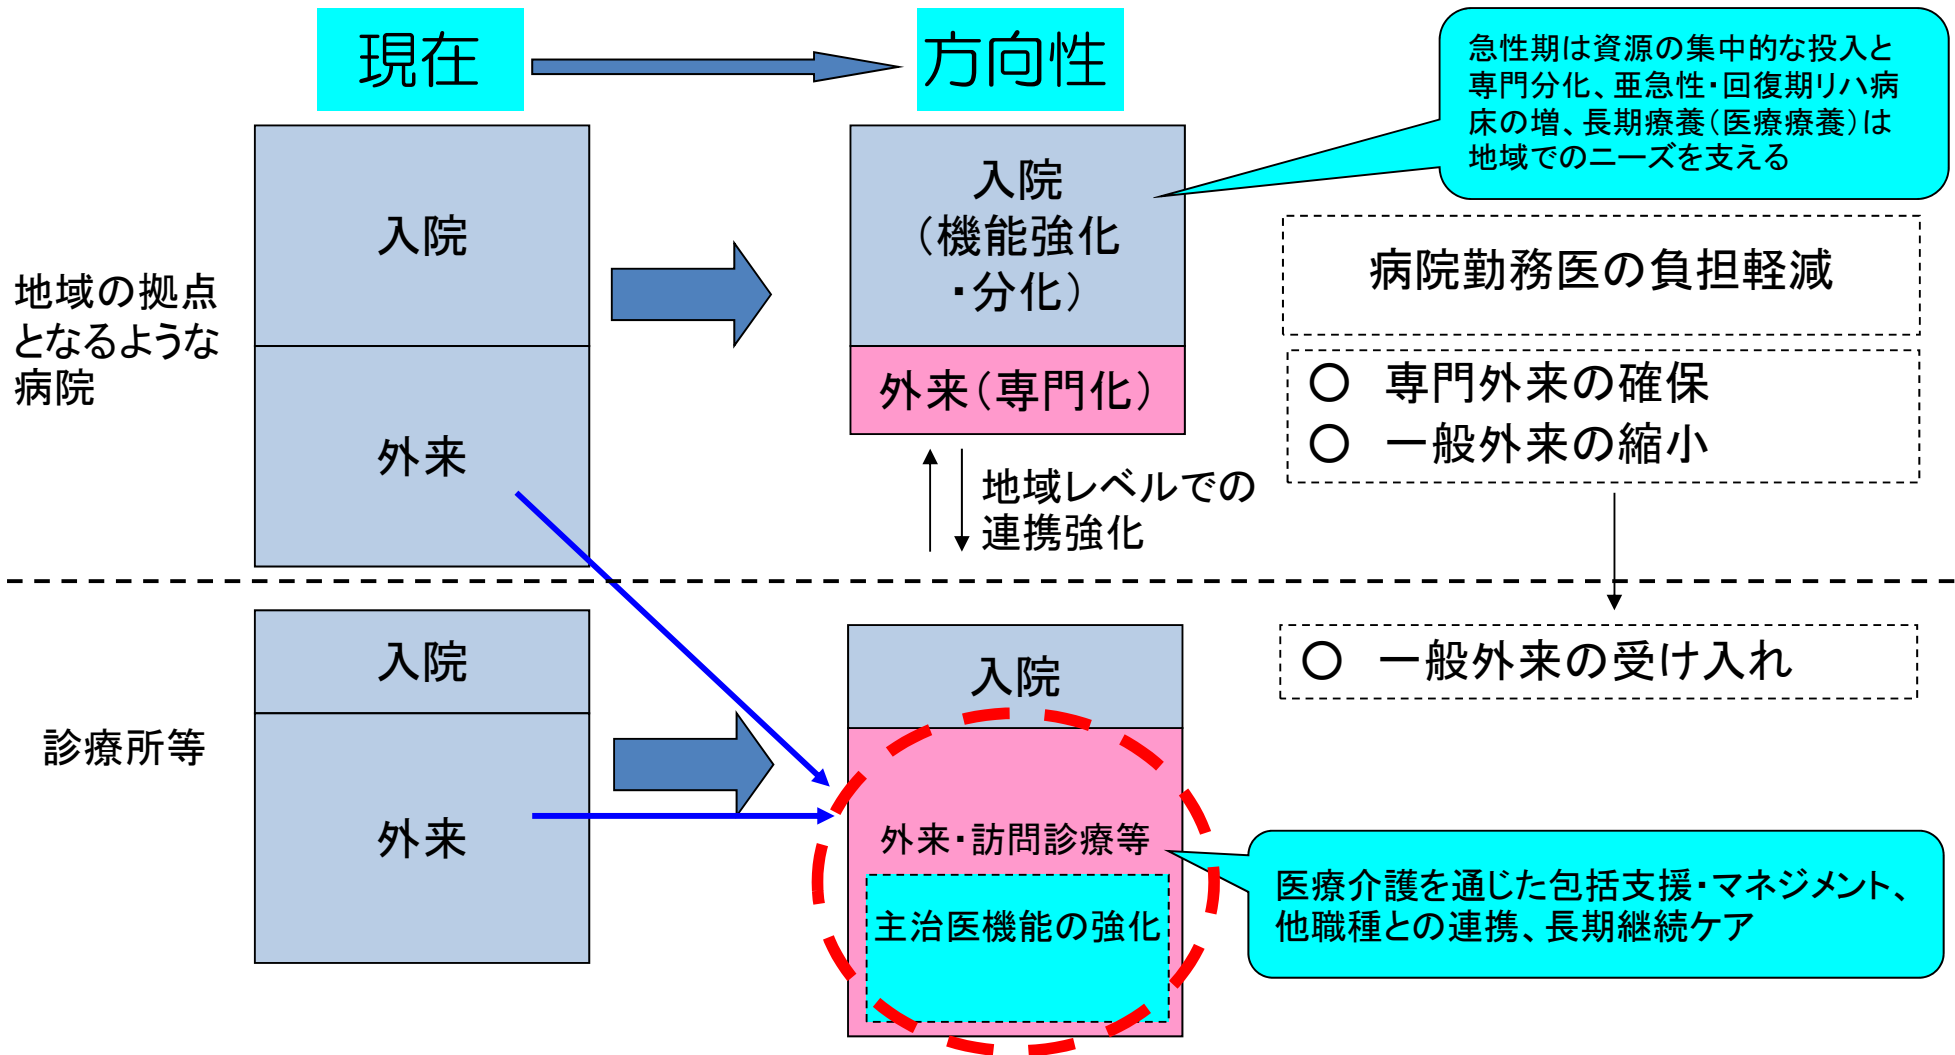 現在
方向性
急性期は資源の集中的な投入と
専門分化、亜急性・回復期リハ病
床の増、長期療養(医療療養)は
地域でのニーズを支える
地域の拠点
となるような
病院
入院
外来
入院
(機能強化
・分化)
外来(専門化)
病院勤務医の負担軽減
○ 専門外来の確保
○ 一般外来の縮小
地域レベルでの
連携強化
診療所等
入院
外来
入院
外来・訪問診療等
主治医機能の強化
○ 一般外来の受け入れ
医療介護を通じた包括支援・マネジメント、
他職種との連携、長期継続ケア